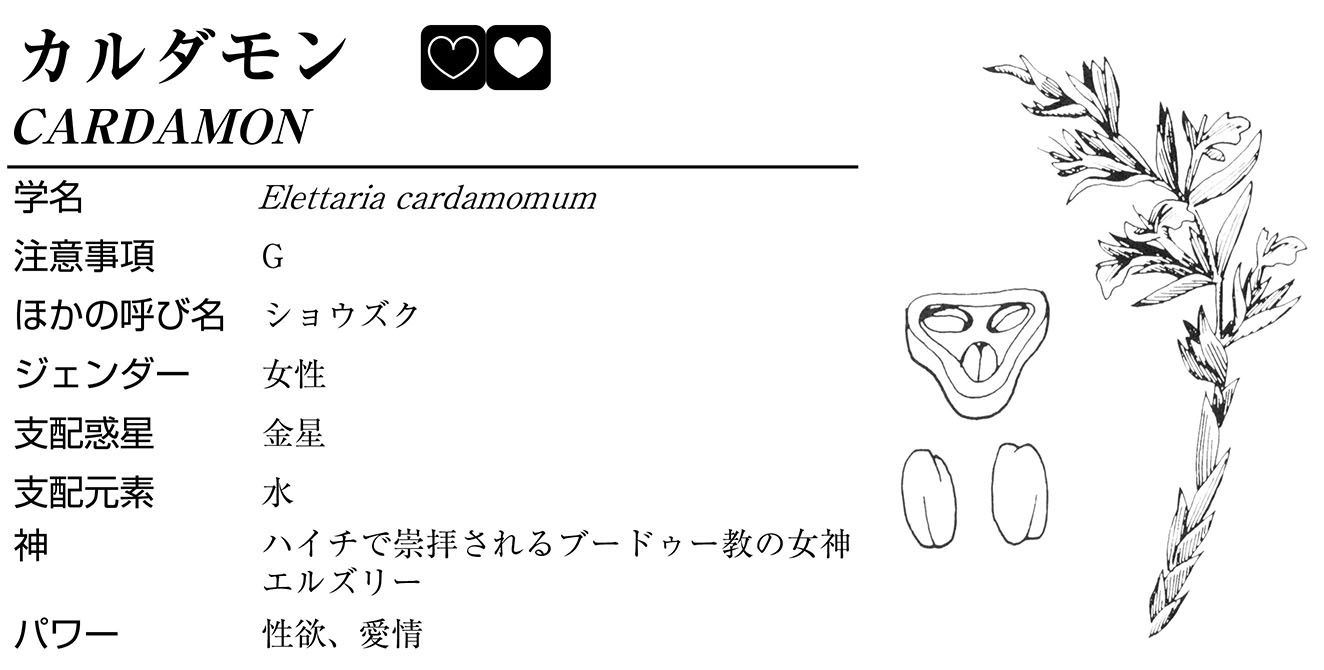 カルダモン
CARDAMON
学名 Elettaria cardamomum
注意事項 G
ほかの呼び名 ショウズク
ジェンダー 女性
支配惑星 金星
支配元素 水
神 ハイチで崇拝されるブードゥー教の女神
エルズリー
パワー 性欲、愛情